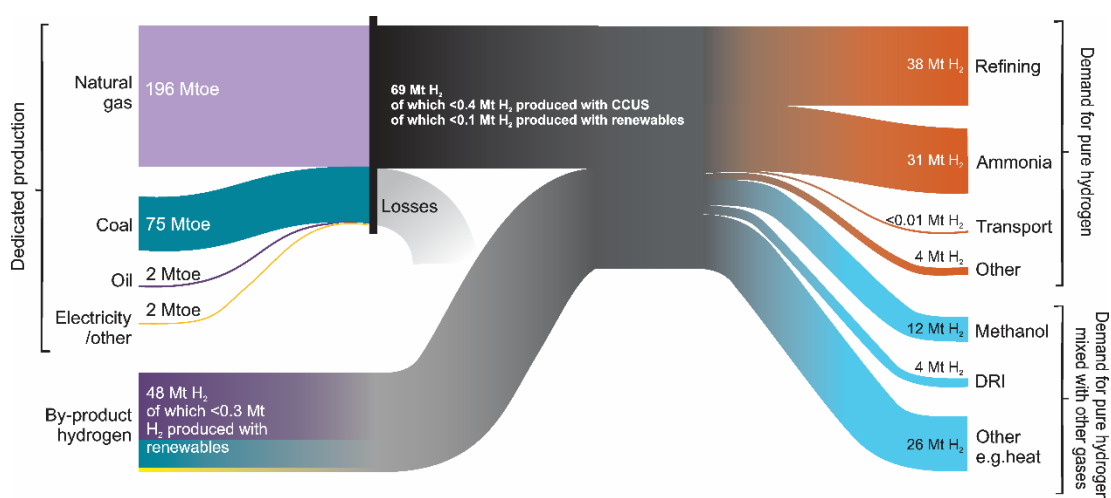 Dedicated production
Natural
gas
196 Mtoe
Coal
75 Mtoe
Oil
2 Mtoe
Electricity
/other
2 Mtoe
By-product
hydrogen
48 Mt H₂
of which <0.3 Mt
H₂ produced with
renewables
69 Mt H₂
of which <0.4 Mt H₂ produced with CCUS
of which <0.1 Mt H₂ produced with renewables
Losses
38 Mt H₂
Refining
31 Mt H₂
Ammonia
<0.01 Mt H₂
Transport
4 Mt H₂
Other
Demand for pure hydrogen
12 Mt H₂
Methanol
4 Mt H₂
DRI
26 Mt H₂
Other
e.g.heat
Demand for pure hydrogen
mixed with other gases